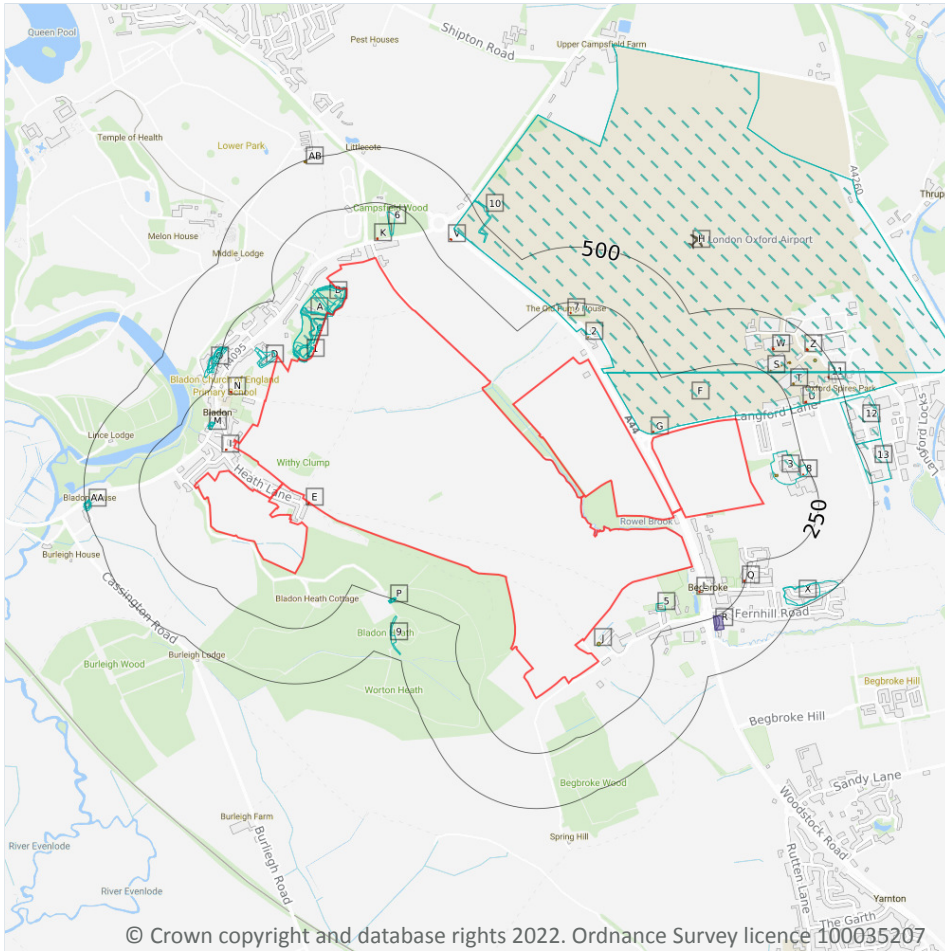 Queen Pool
Pest Houses
Shipton Road
Upper Campsfield Farm
Temple of Health
Lower Park
Littlecote
AB
A4260
Thrup
Campsfield Wood
6
10
K
V
Melon House
Middle Lodge
500
H
London Oxford Airport
B
A
The Old Pump House
7
2
W
Z
S
T
11
Oxford Spires Park
U
1
A4095
Bladon Church of England
Primary School
N
F
Langford Lane
12
Bladon
M
G
A44
Langford Locks
Lince Lodge
I
13
Withy Clump
3
8
Heath Lane
E
Bladon House
AA
250
Rowel Brook
Burleigh House
Q
Begbroke
L
X
Bladon Heath Cottage
P
5
Fernhill Road
R
Cassington Road
9
Bladon Heath
J
Burleigh Wood
Burleigh Lodge
Worton Heath
Begbroke Hill
Begbroke Hill
Sandy Lane
Begbroke Wood
Woodstock Road
Burleigh Farm
Spring Hill
Burliegh Road
River Evenlode
Rutten Lane
River Evenlode
Yarnton
The Garth
© Crown copyright and database rights 2022. Ordnance Survey licence 100035207